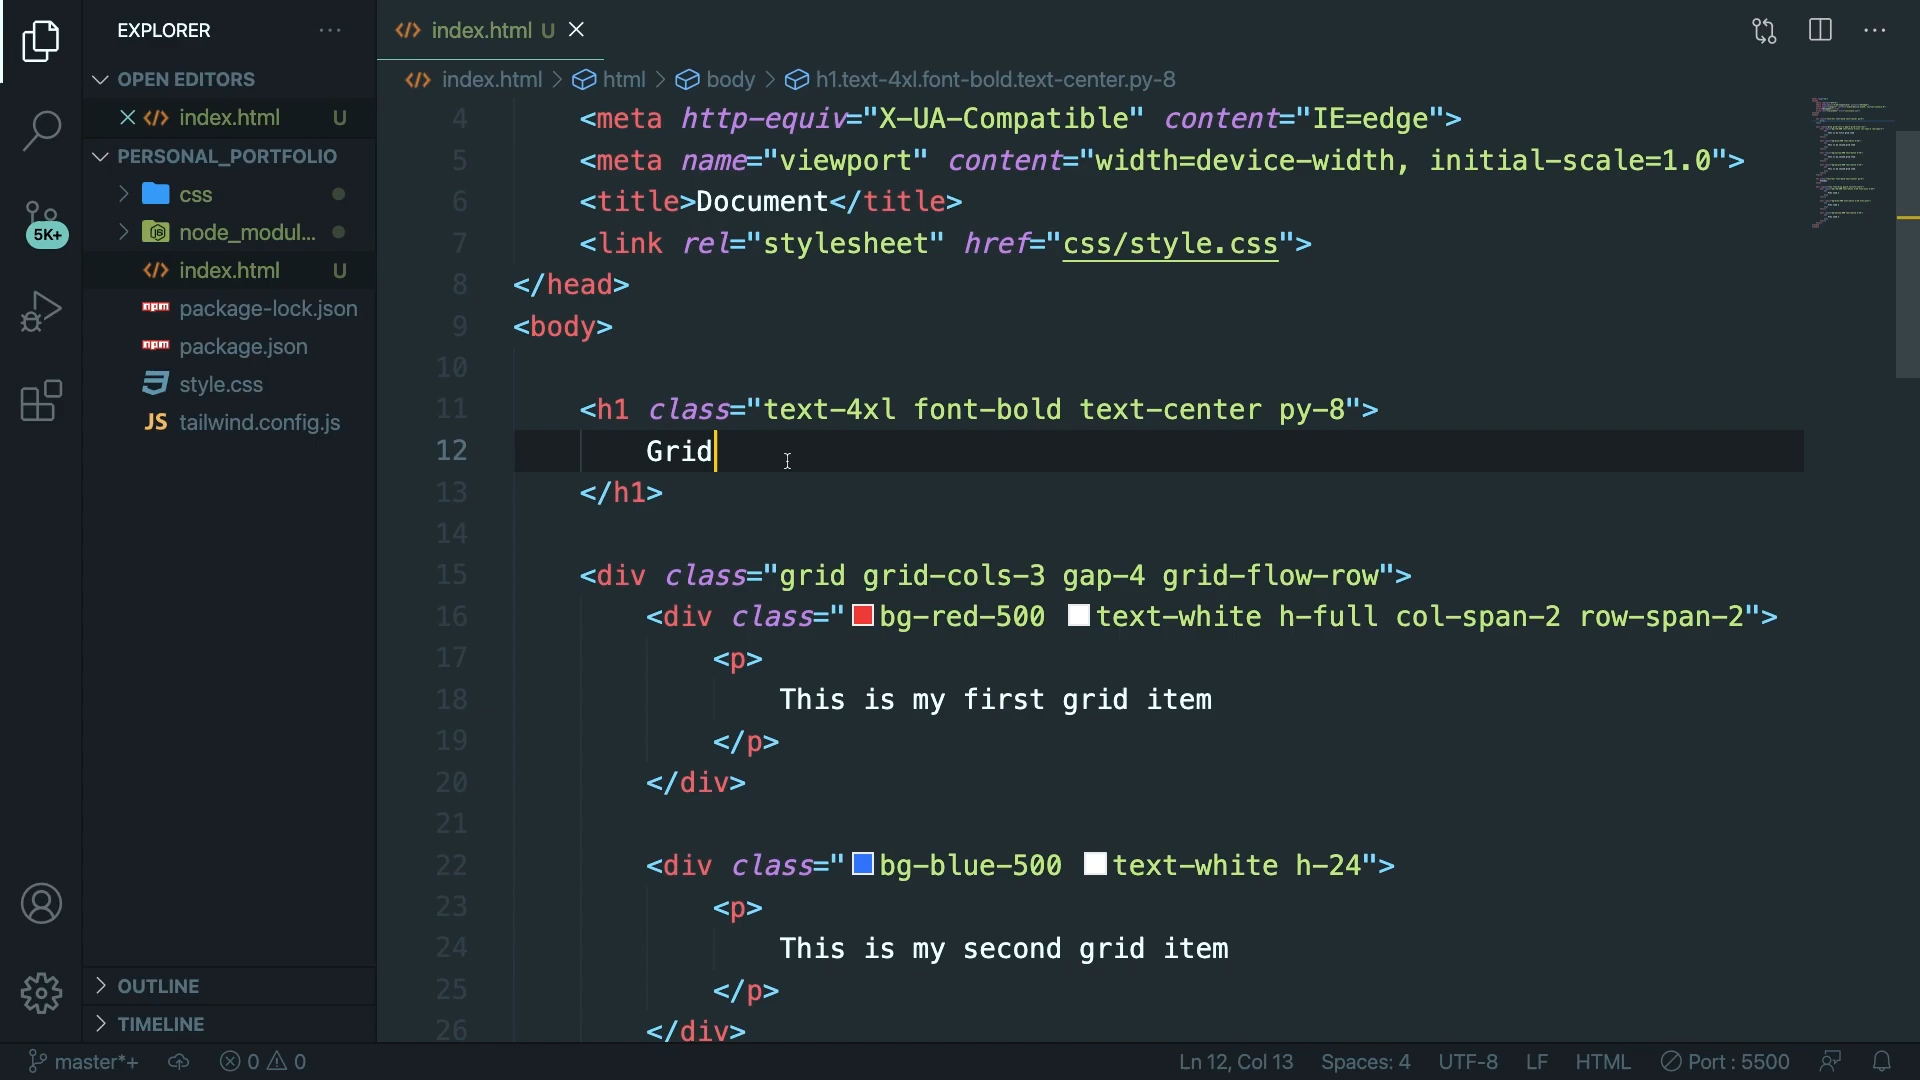 EXPLORER
OPEN EDITORS
index.html U
PERSONAL_PORTFOLIO
css
node_modul...
index.html U
package-lock.json
package.json
style.css
JS tailwind.config.js
OUTLINE
TIMELINE
5K+
index.html U
index.html > html > body > h1.text-4xl.font-bold.text-center.py-8
4 <meta http-equiv="X-UA-Compatible" content="IE=edge">
5 <meta name="viewport" content="width=device-width, initial-scale=1.0">
6 <title>Document</title>
7 <link rel="stylesheet" href="css/style.css">
8 </head>
9 <body>
10
11 <h1 class="text-4xl font-bold text-center py-8">
12 Grid
13 </h1>
14
15 <div class="grid grid-cols-3 gap-4 grid-flow-row">
16 <div class="bg-red-500 text-white h-full col-span-2 row-span-2">
17 <p>
18 This is my first grid item
19 </p>
20 </div>
21
22 <div class="bg-blue-500 text-white h-24">
23 <p>
24 This is my second grid item
25 </p>
26 </div>
master*+ 0 0 Ln 12, Col 13 Spaces: 4 UTF-8 LF HTML Port : 5500